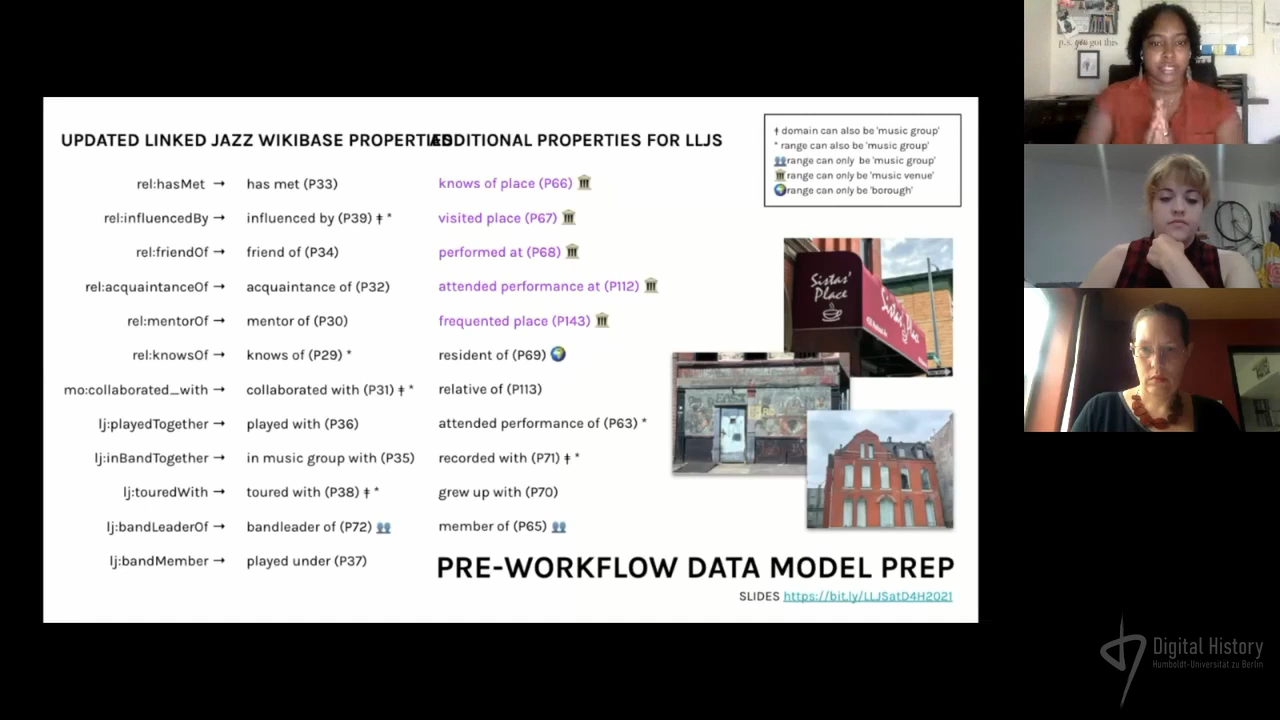 UPDATED LINKED JAZZ WIKIBASE PROPERTIES
rel:hasMet → has met (P33)
rel:influencedBy → influenced by (P39) ǂ *
rel:friendOf → friend of (P34)
rel:acquaintanceOf → acquaintance of (P32)
rel:mentorOf → mentor of (P30)
rel:knowsOf → knows of (P29) *
mo:collaborated_with → collaborated with (P31) ǂ *
lj:playedTogether → played with (P36)
lj:inBandTogether → in music group with (P35)
lj:touredWith → toured with (P38) ǂ *
lj:bandLeaderOf → bandleader of (P72) 👥
lj:bandMember → played under (P37)
ADDITIONAL PROPERTIES FOR LLJS
knows of place (P66) 🏛
visited place (P67) 🏛
performed at (P68) 🏛
attended performance at (P112) 🏛
frequented place (P143) 🏛
resident of (P69) 🌍
relative of (P113)
attended performance of (P63) *
recorded with (P71) ǂ *
grew up with (P70)
member of (P65) 👥
ǂ domain can also be 'music group'
* range can also be 'music group'
👥range can only be 'music group'
🏛range can only be 'music venue'
🌍range can only be 'borough'
Sistas'
Place
PRE-WORKFLOW DATA MODEL PREP
SLIDES https://bit.ly/LLJSatD4H2021
Digital History
Humboldt-Universität zu Berlin